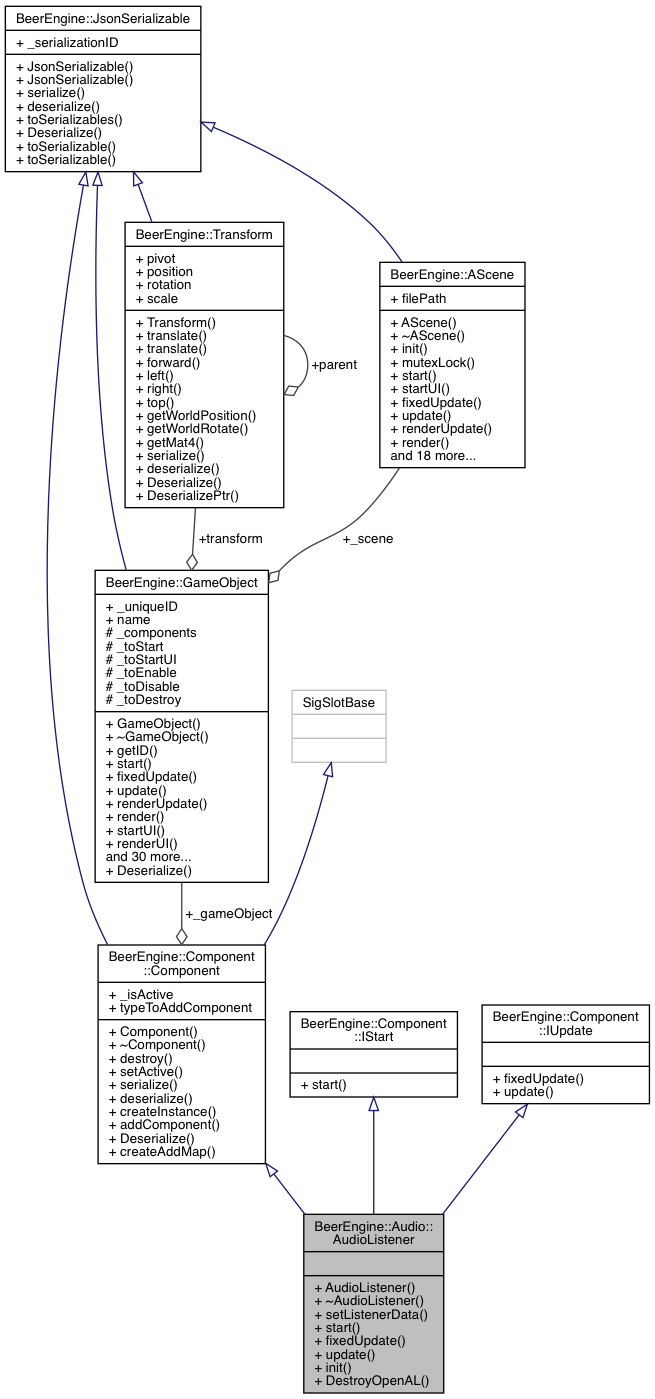 BeerEngine::JsonSerializable
+ _serializationID
+ JsonSerializable()
+ JsonSerializable()
+ serialize()
+ deserialize()
+ toSerializables()
+ Deserialize()
+ toSerializable()
+ toSerializable()
BeerEngine::Transform
+ pivot
+ position
+ rotation
+ scale
+ Transform()
+ translate()
+ translate()
+ forward()
+ left()
+ right()
+ top()
+ getWorldPosition()
+ getWorldRotate()
+ getMat4()
+ serialize()
+ deserialize()
+ Deserialize()
+ DeserializePtr()
+parent
BeerEngine::AScene
+ filePath
+ AScene()
+ ~AScene()
+ init()
+ mutexLock()
+ start()
+ startUI()
+ fixedUpdate()
+ update()
+ renderUpdate()
+ render()
and 18 more...
+transform
+_scene
BeerEngine::GameObject
+ _uniqueID
+ name
# _components
# _toStart
# _toStartUI
# _toEnable
# _toDisable
# _toDestroy
+ GameObject()
+ ~GameObject()
+ getID()
+ start()
+ fixedUpdate()
+ update()
+ renderUpdate()
+ render()
+ startUI()
+ renderUI()
and 30 more...
+ Deserialize()
SigSlotBase
+_gameObject
BeerEngine::Component
::Component
+ _isActive
+ typeToAddComponent
+ Component()
+ ~Component()
+ destroy()
+ setActive()
+ serialize()
+ deserialize()
+ createInstance()
+ addComponent()
+ Deserialize()
+ createAddMap()
BeerEngine::Component
::IStart
+ start()
BeerEngine::Component
::IUpdate
+ fixedUpdate()
+ update()
BeerEngine::Audio::
AudioListener
+ AudioListener()
+ ~AudioListener()
+ setListenerData()
+ start()
+ fixedUpdate()
+ update()
+ init()
+ DestroyOpenAL()